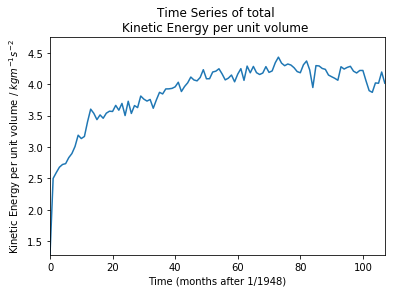 Time Series of total
Kinetic Energy per unit volume
Kinetic Energy per unit volume / kgm⁻¹s⁻²
4.5
4.0
3.5
3.0
2.5
2.0
1.5
0 20 40 60 80 100
Time (months after 1/1948)